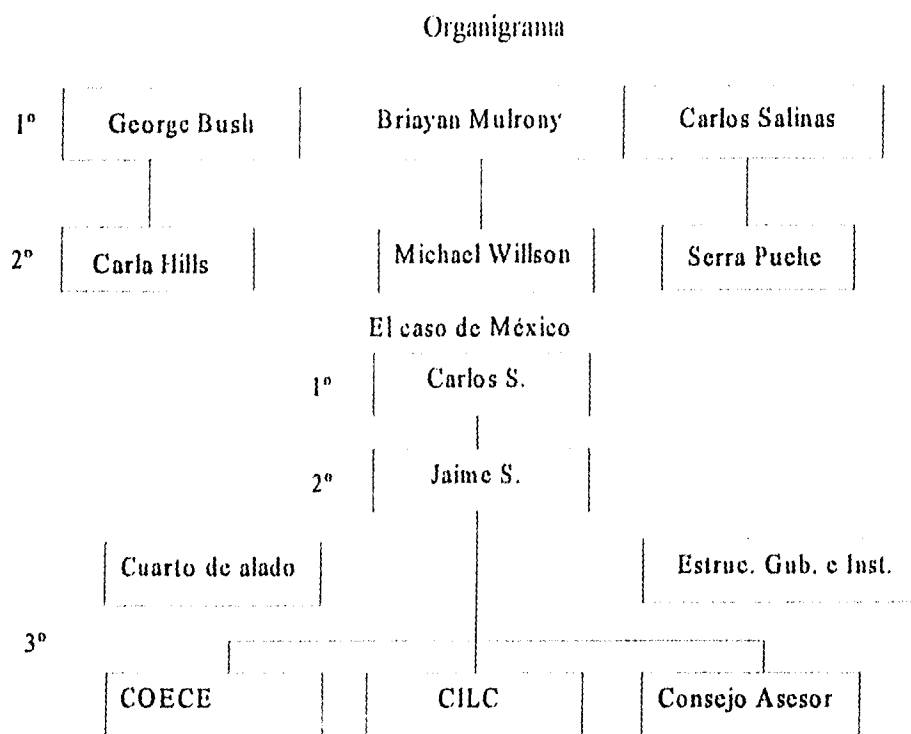 Organigrama
1º George Bush Briayan Mulrony Carlos Salinas
2º Carla Hills Michael Willson Serra Puche
El caso de México
1º Carlos S.
2º Jaime S.
Cuarto de alado Estruc. Gub. e Inst.
3º
COECE CILC Consejo Asesor